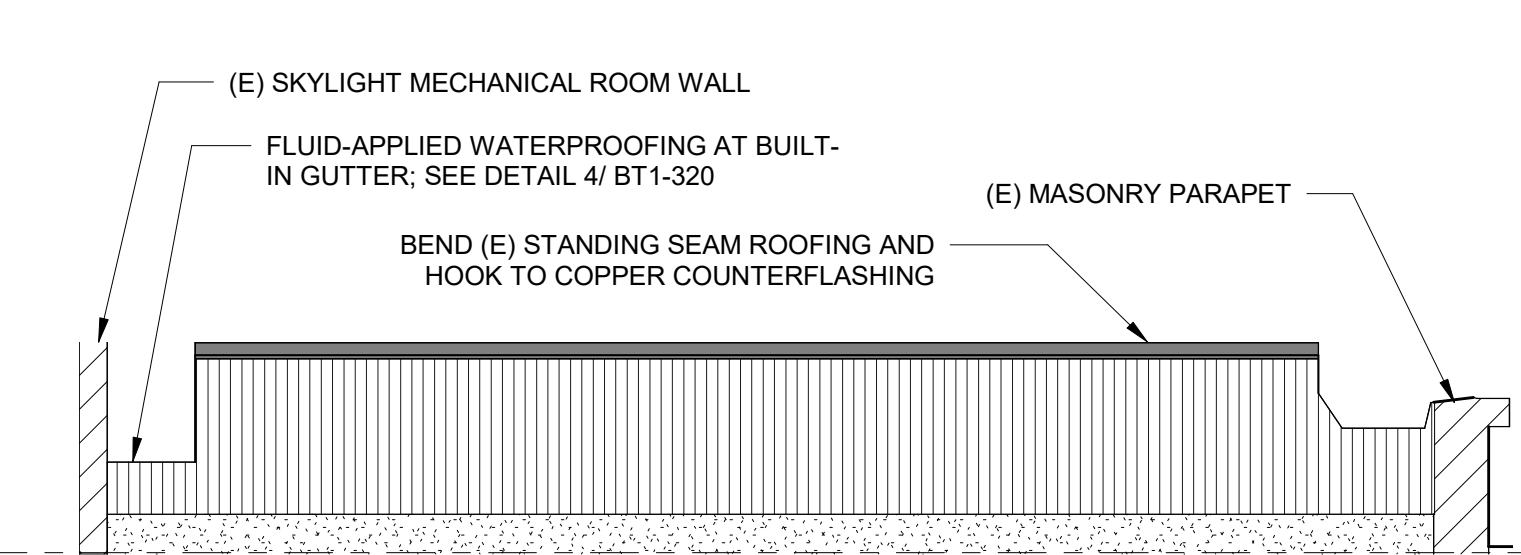 (E) SKYLIGHT MECHANICAL ROOM WALL
FLUID-APPLIED WATERPROOFING AT BUILT-
IN GUTTER; SEE DETAIL 4/ BT1-320
(E) MASONRY PARAPET
BEND (E) STANDING SEAM ROOFING AND
HOOK TO COPPER COUNTERFLASHING